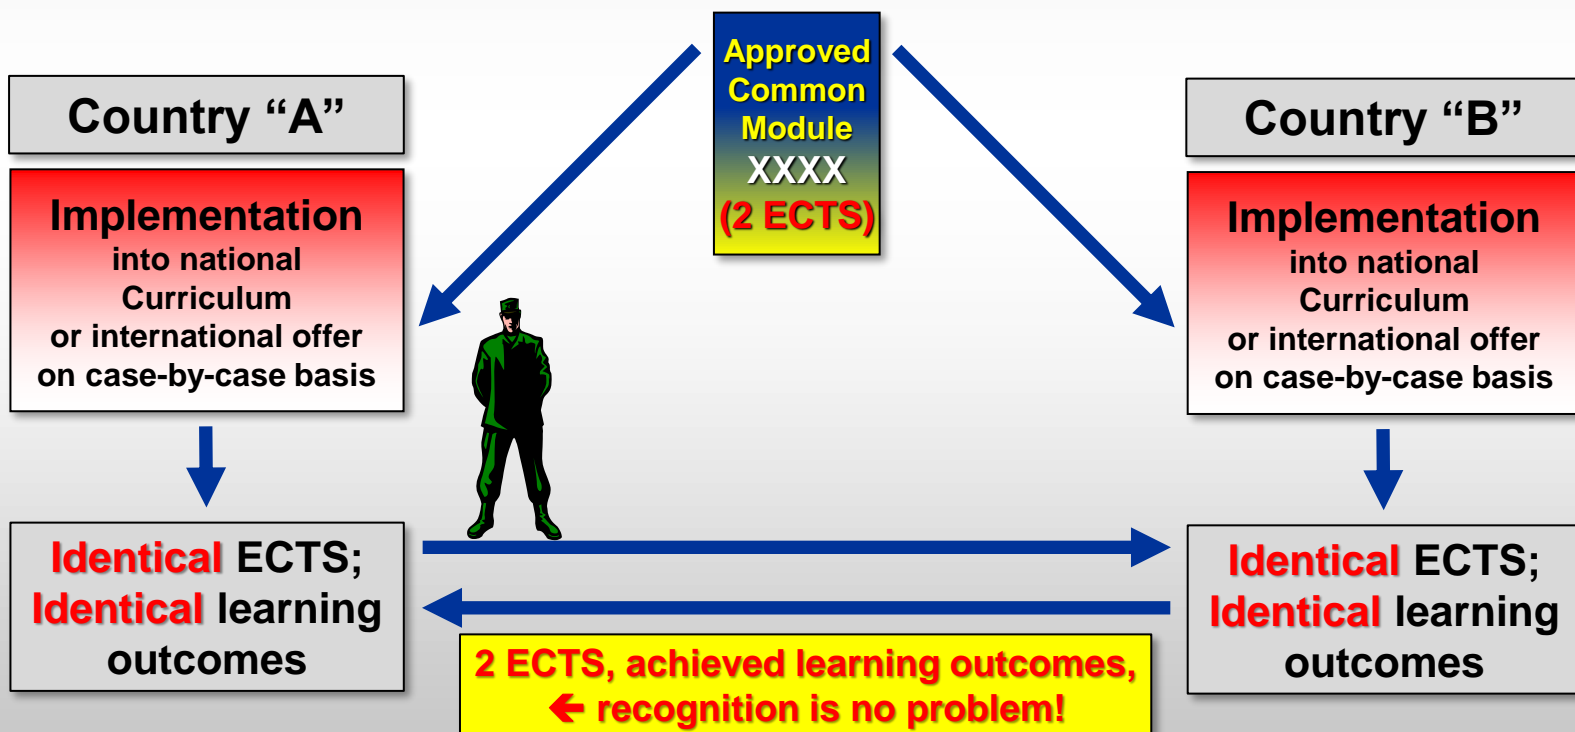 Approved
Common
Module
XXXX
(2 ECTS)
Country “A”
Implementation
into national
Curriculum
or international offer
on case-by-case basis
Identical ECTS;
Identical learning
outcomes
Country “B”
Implementation
into national
Curriculum
or international offer
on case-by-case basis
Identical ECTS;
Identical learning
outcomes
2 ECTS, achieved learning outcomes,
← recognition is no problem!